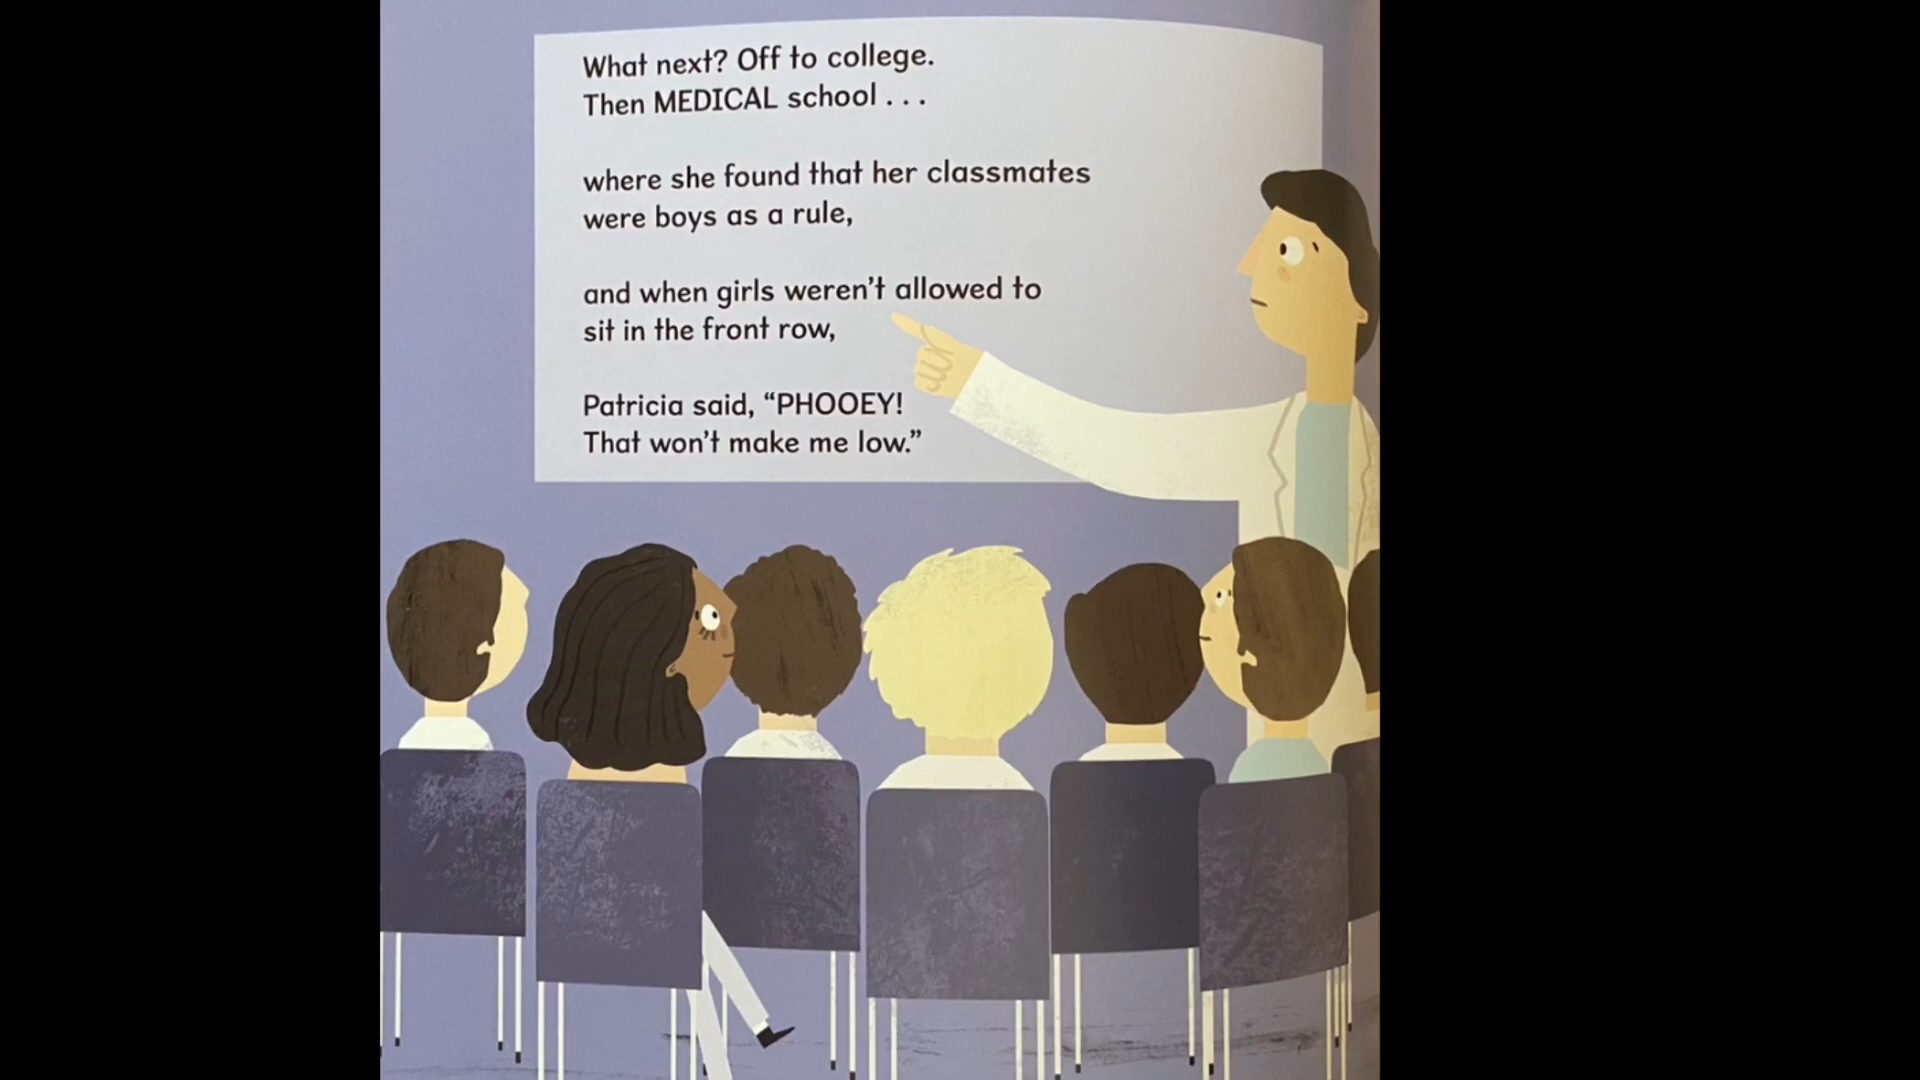 What next? Off to college.
Then MEDICAL school . . .
where she found that her classmates
were boys as a rule,
and when girls weren't allowed to
sit in the front row,
Patricia said, “PHOOEY!
That won't make me low.”